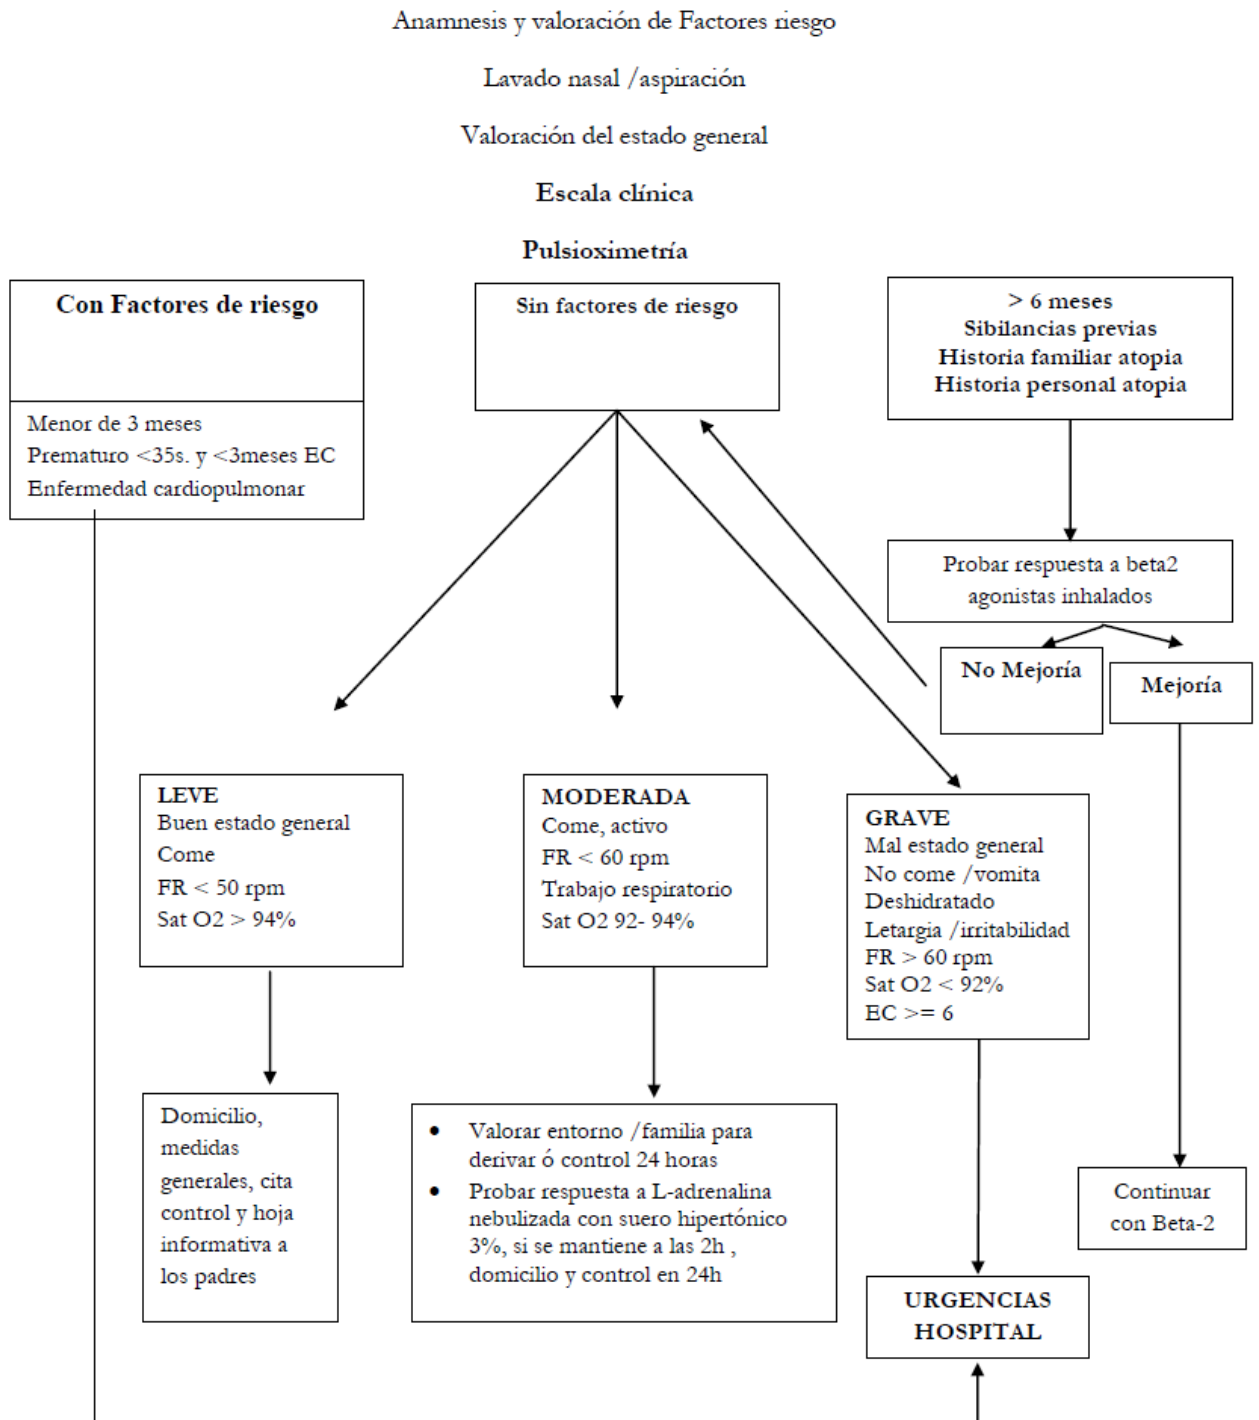 Anamnesis y valoración de Factores riesgo
Lavado nasal /aspiración
Valoración del estado general
Escala clínica
Pulsioximetría
Con Factores de riesgo
Menor de 3 meses
Prematuro <35s. y <3meses EC
Enfermedad cardiopulmonar
Sin factores de riesgo
> 6 meses
Sibilancias previas
Historia familiar atopia
Historia personal atopia
Probar respuesta a beta2
agonistas inhalados
No Mejoría
Mejoría
LEVE
Buen estado general
Come
FR < 50 rpm
Sat O2 > 94%
MODERADA
Come, activo
FR < 60 rpm
Trabajo respiratorio
Sat O2 92- 94%
GRAVE
Mal estado general
No come /vomita
Deshidratado
Letargia /irritabilidad
FR > 60 rpm
Sat O2 < 92%
EC >= 6
Domicilio,
medidas
generales, cita
control y hoja
informativa a
los padres
• Valorar entorno /familia para
derivar ó control 24 horas
• Probar respuesta a L-adrenalina
nebulizada con suero hipertónico
3%, si se mantiene a las 2h ,
domicilio y control en 24h
Continuar
con Beta-2
URGENCIAS
HOSPITAL